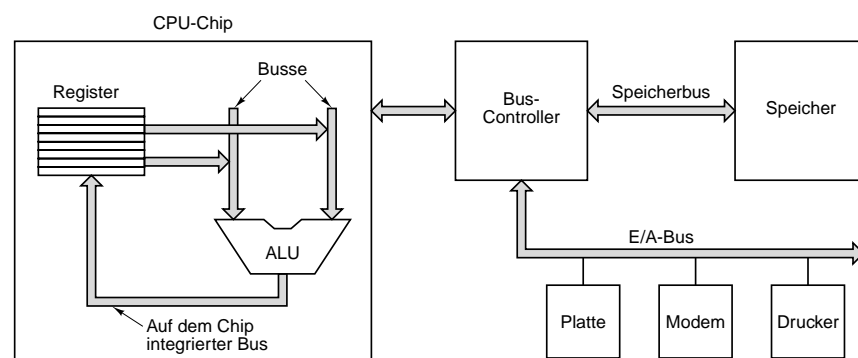 CPU-Chip
Busse
Register
ALU
Auf dem Chip
integrierter Bus
Bus-
Controller
Speicherbus
Speicher
E/A-Bus
Platte
Modem
Drucker